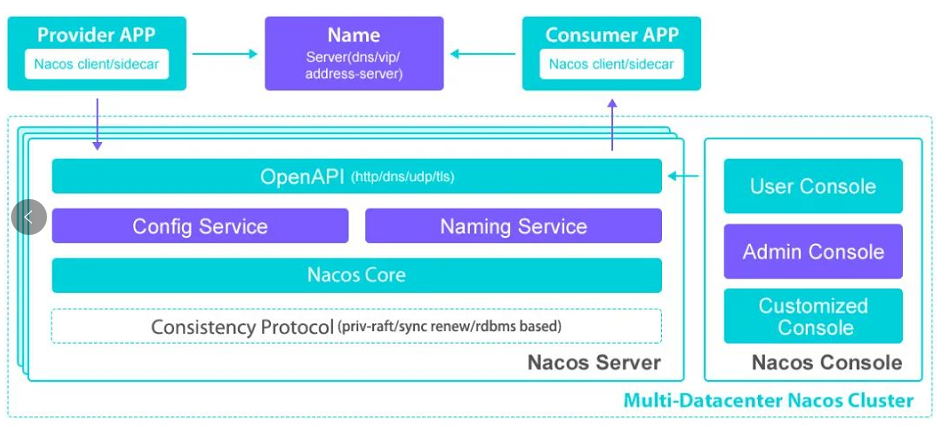 Provider APP
Nacos client/sidecar
Name
Server(dns/vip/
address-server)
Consumer APP
Nacos client/sidecar
OpenAPI (http/dns/udp/tls)
Config Service
Naming Service
Nacos Core
Consistency Protocol (priv-raft/sync renew/rdbms based)
Nacos Server
User Console
Admin Console
Customized
Console
Nacos Console
Multi-Datacenter Nacos Cluster